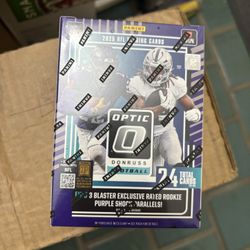 PANINI
2025 NFL TRADING CARDS
OPTIC
DONRUSS
FOOTBALL
NFL
24
TOTAL CARDS
3 BLASTER EXCLUSIVE RATED ROOKIE
PURPLE SHOCK PARALLELS!